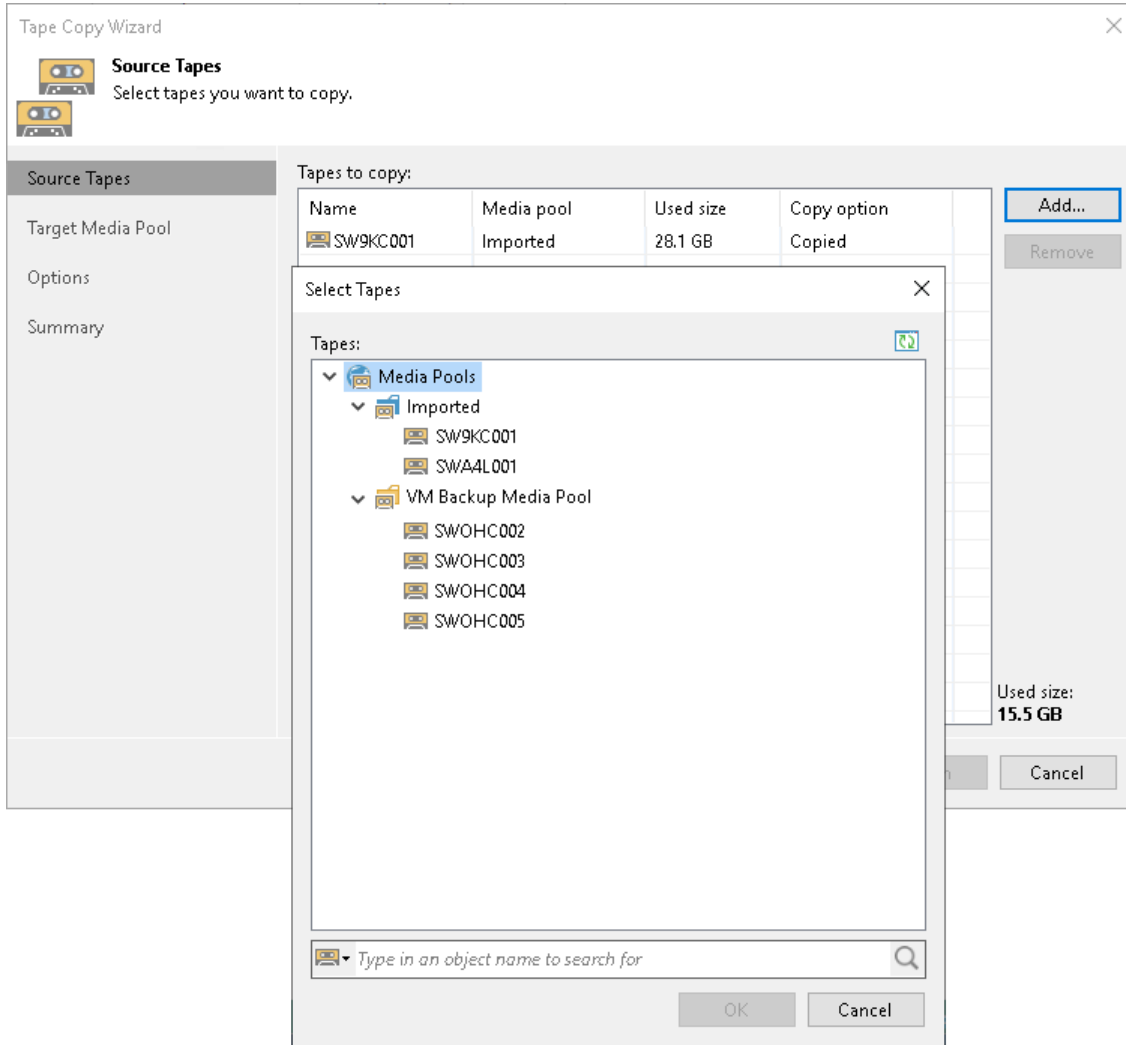 Tape Copy Wizard
Source Tapes
Select tapes you want to copy.
Source Tapes
Target Media Pool
Options
Summary
Tapes to copy:
Name Media pool Used size Copy option
SW9KC001 Imported 28.1 GB Copied
Add...
Remove
Select Tapes
Tapes:
Media Pools
Imported
SW9KC001
SWA4L001
VM Backup Media Pool
SWOHC002
SWOHC003
SWOHC004
SWOHC005
Type in an object name to search for
OK Cancel
Used size:
15.5 GB
Cancel